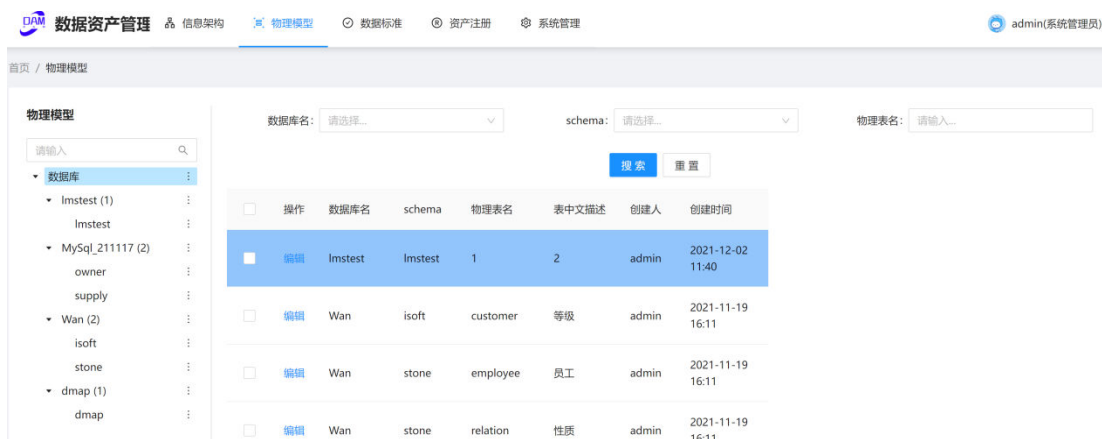 DAM 数据资产管理 信息架构 物理模型 数据标准 ® 资产注册 系统管理 admin(系统管理员)
首页 / 物理模型
物理模型
请输入
数据库
lmstest (1)
lmstest
MySql_211117 (2)
owner
supply
Wan (2)
isoft
stone
dmap (1)
dmap
数据库名: 请选择... schema: 请选择... 物理表名: 请输入...
搜索 重置
操作 数据库名 schema 物理表名 表中文描述 创建人 创建时间
编辑 lmstest lmstest 1 2 admin 2021-12-02
11:40
编辑 Wan isoft customer 等级 admin 2021-11-19
16:11
编辑 Wan stone employee 员工 admin 2021-11-19
16:11
编辑 Wan stone relation 性质 admin 2021-11-19
16:11